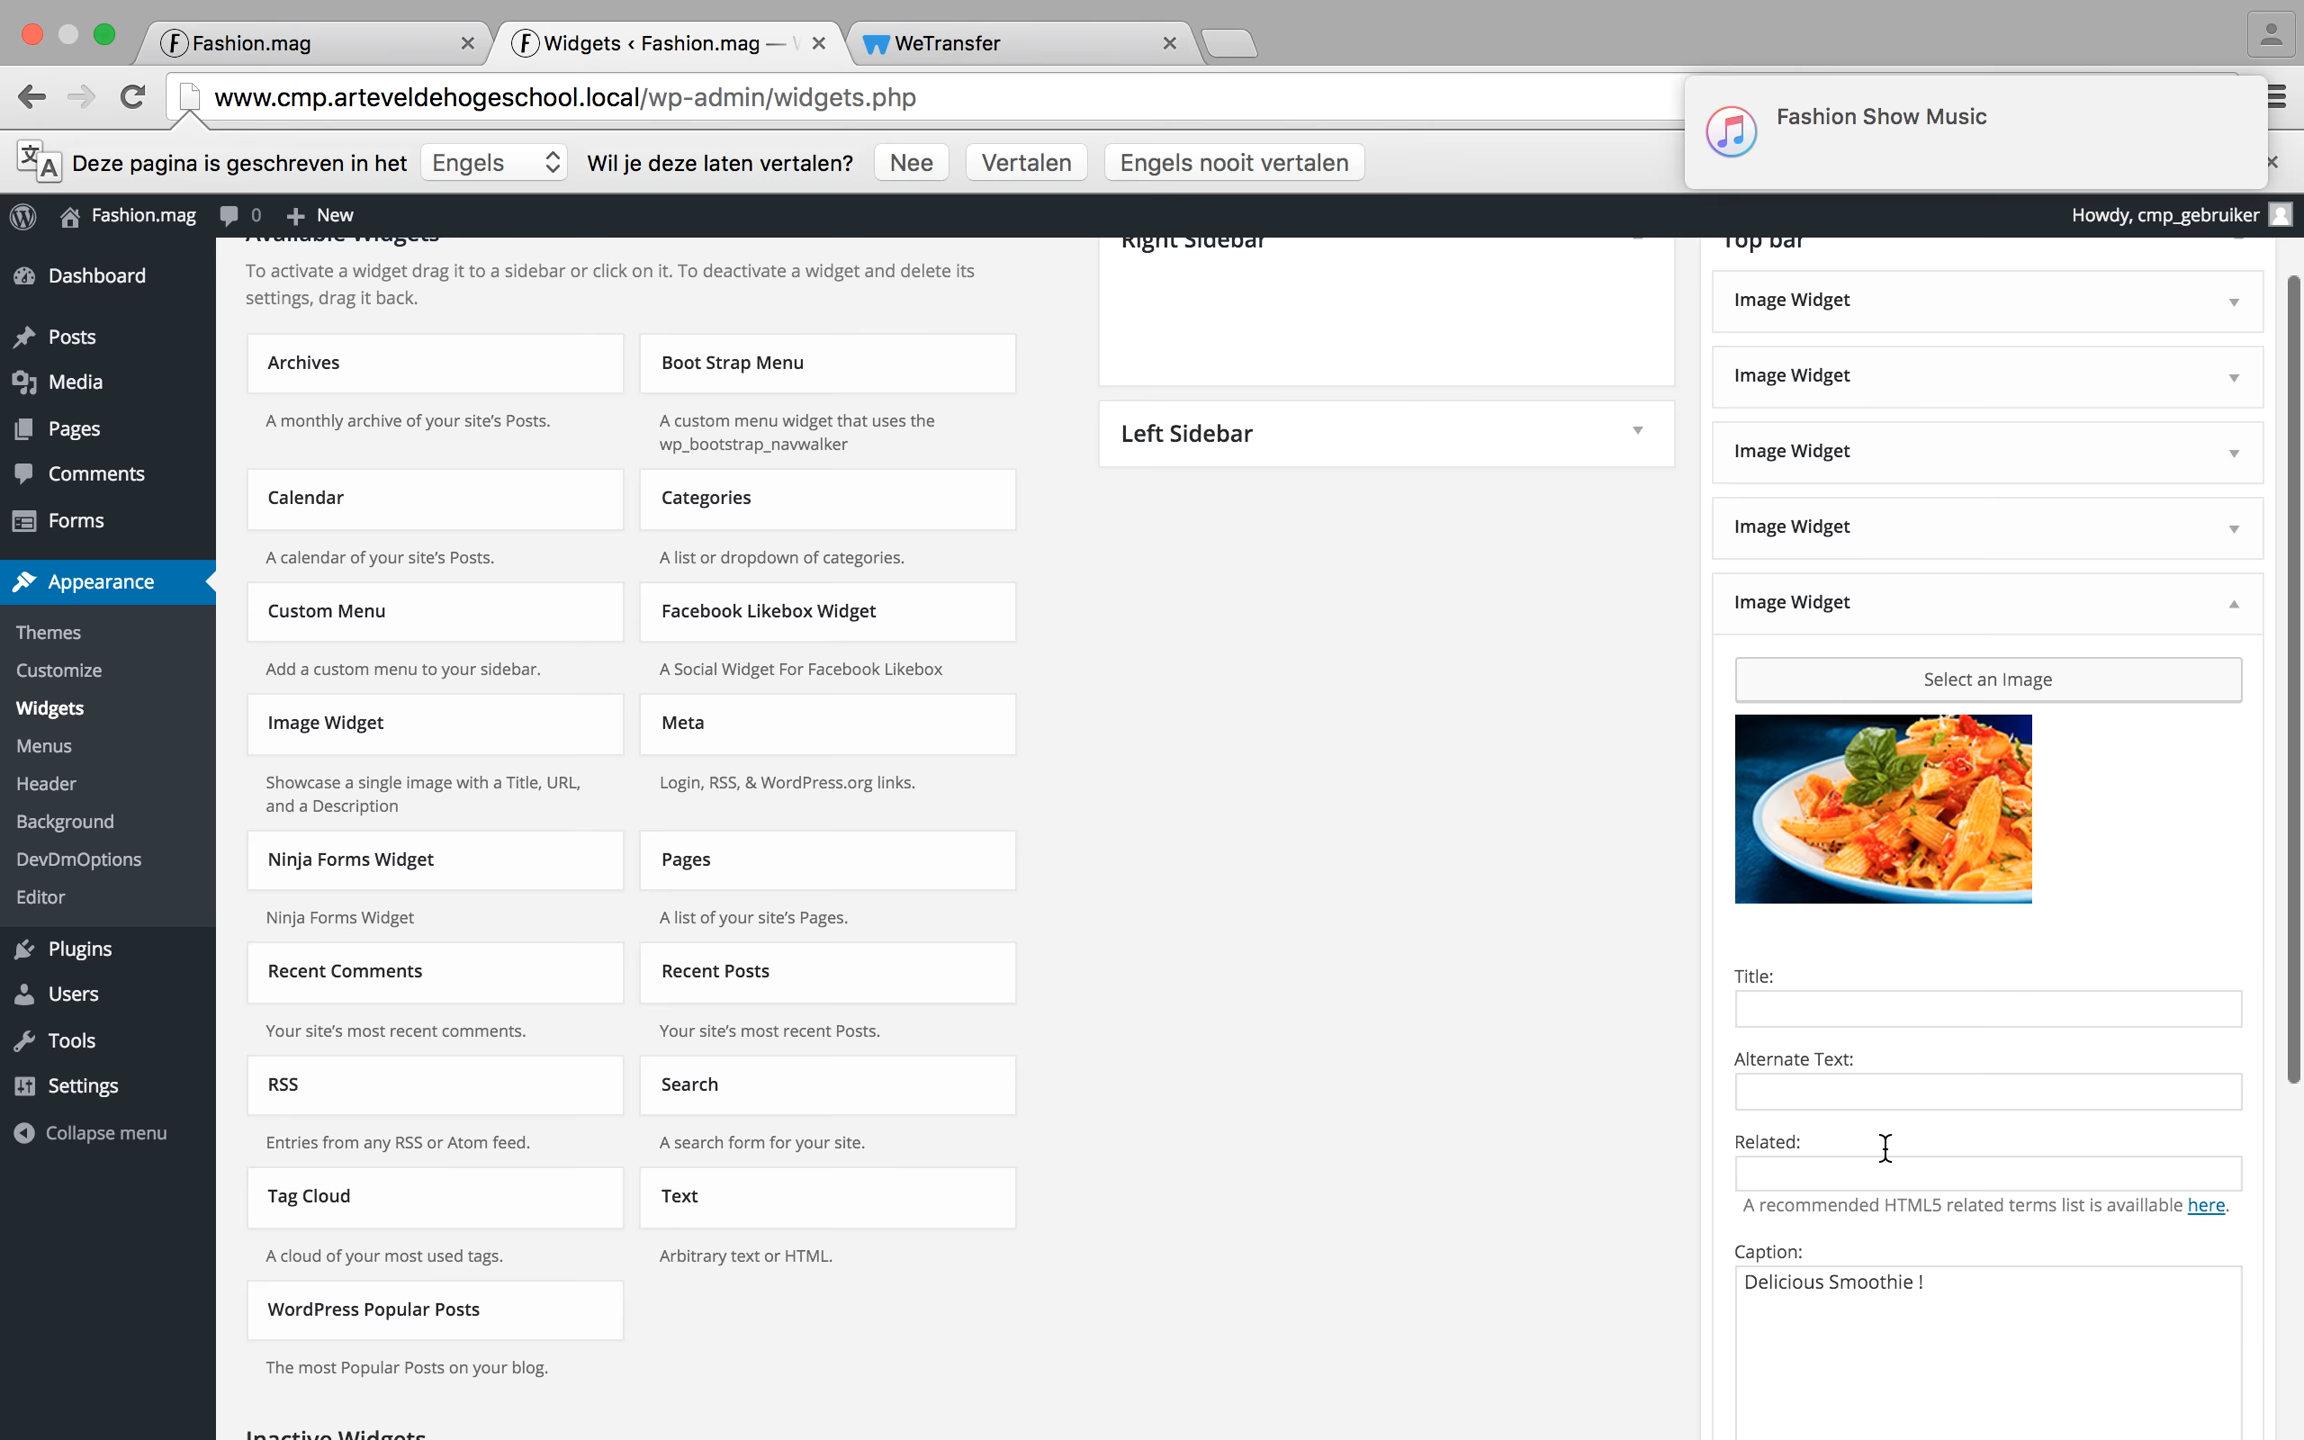 Fashion.mag
Widgets ‹ Fashion.mag —
WeTransfer
www.cmp.arteveldehogeschool.local/wp-admin/widgets.php
Fashion Show Music
Deze pagina is geschreven in het
Engels
Wil je deze laten vertalen?
Nee
Vertalen
Engels nooit vertalen
Fashion.mag
0
New
Howdy, cmp_gebruiker
Dashboard
Posts
Media
Pages
Comments
Forms
Appearance
Themes
Customize
Widgets
Menus
Header
Background
DevDmOptions
Editor
Plugins
Users
Tools
Settings
Collapse menu
Available Widgets
To activate a widget drag it to a sidebar or click on it. To deactivate a widget and delete its
settings, drag it back.
Archives
A monthly archive of your site’s Posts.
Boot Strap Menu
A custom menu widget that uses the
wp_bootstrap_navwalker
Calendar
A calendar of your site’s Posts.
Categories
A list or dropdown of categories.
Custom Menu
Add a custom menu to your sidebar.
Facebook Likebox Widget
A Social Widget For Facebook Likebox
Image Widget
Showcase a single image with a Title, URL,
and a Description
Meta
Login, RSS, & WordPress.org links.
Ninja Forms Widget
Ninja Forms Widget
Pages
A list of your site’s Pages.
Recent Comments
Your site’s most recent comments.
Recent Posts
Your site’s most recent Posts.
RSS
Entries from any RSS or Atom feed.
Search
A search form for your site.
Tag Cloud
A cloud of your most used tags.
Text
Arbitrary text or HTML.
WordPress Popular Posts
The most Popular Posts on your blog.
Inactive Widgets
Right Sidebar
Left Sidebar
Top bar
Image Widget
Image Widget
Image Widget
Image Widget
Image Widget
Select an Image
Title:
Alternate Text:
Related:
A recommended HTML5 related terms list is availlable here.
Caption:
Delicious Smoothie !